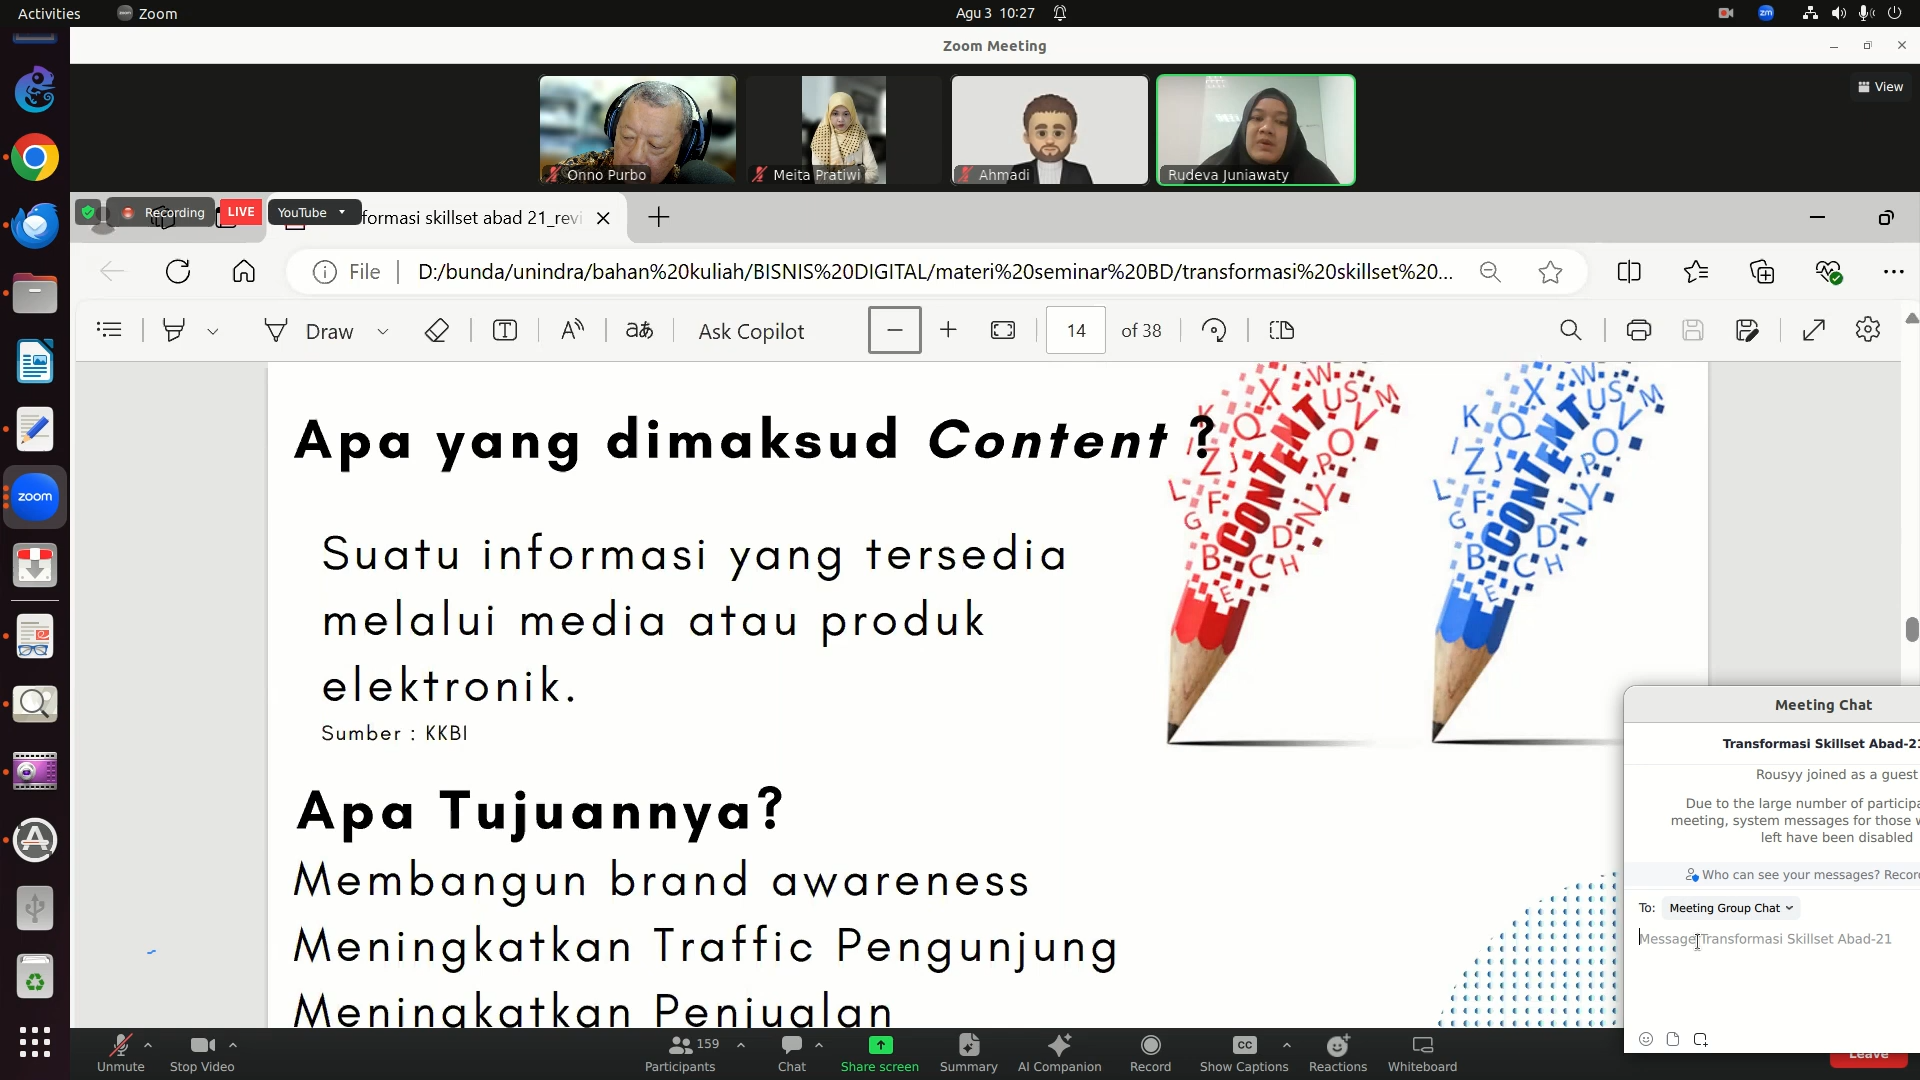 Activities
Zoom
Agu 3 10:27
Zoom Meeting
View
Onno Purbo
Meita Pratiwi
Ahmadi
Rudeva Juniawaty
Recording
LIVE
YouTube
formasi skillset abad 21_revi
File
D:/bunda/unindra/bahan%20kuliah/BISNIS%20DIGITAL/materi%20seminar%20BD/transformasi%20skillset%20...
Draw
Ask Copilot
14
of 38
Apa yang dimaksud Content ?
CONTENT
CONTENT
Suatu informasi yang tersedia
melalui media atau produk
elektronik.
Sumber : KKBI
Apa Tujuannya?
Membangun brand awareness
Meningkatkan Traffic Pengunjung
Meningkatkan Penjualan
Meeting Chat
Transformasi Skillset Abad-21
Rousyy joined as a guest
Due to the large number of participa
meeting, system messages for those w
left have been disabled
Who can see your messages? Recor
To:
Meeting Group Chat
Message Transformasi Skillset Abad-21
zoom
zm
Unmute
Stop Video
159
Participants
Chat
Share screen
Summary
AI Companion
Record
CC
Show Captions
Reactions
Whiteboard
Leave